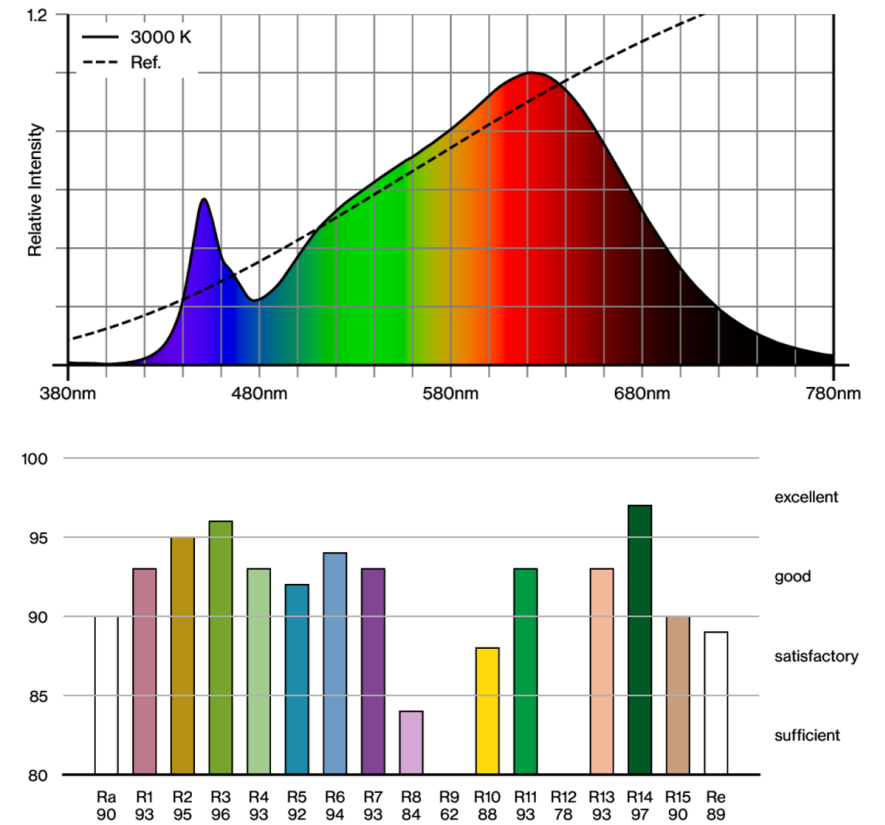 1.2
3000 K
Ref.
Relative Intensity
380nm 480nm 580nm 680nm 780nm
100
excellent
95
good
90
satisfactory
85
sufficient
80
Ra R1 R2 R3 R4 R5 R6 R7 R8 R9 R10 R11 R12 R13 R14 R15 Re
90 93 95 96 93 92 94 93 84 62 88 93 78 93 97 90 89